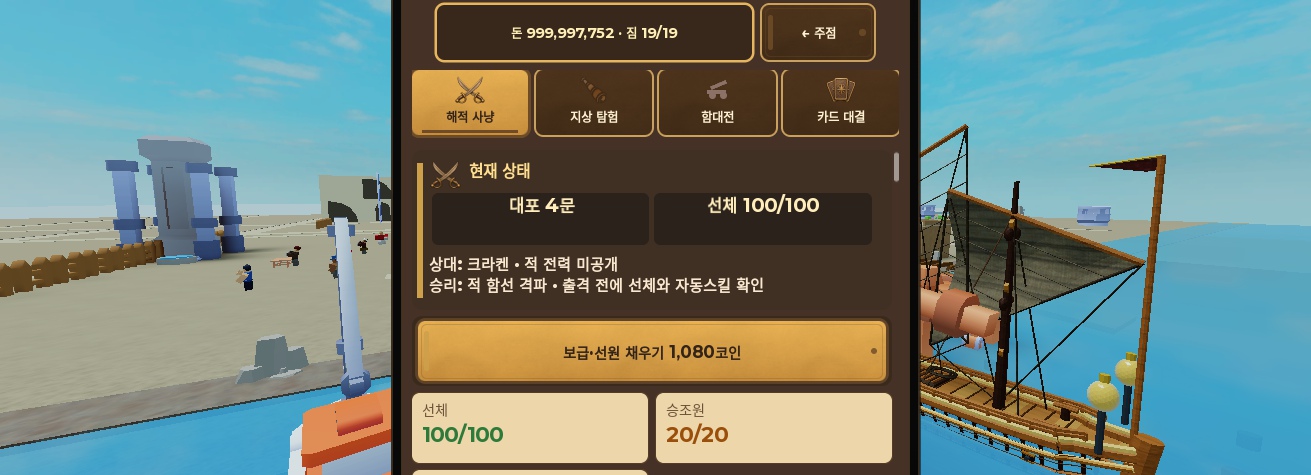 돈 999,997,752 · 짐 19/19
← 주점
해적 사냥
지상 탐험
함대전
카드 대결
현재 상태
대포 4문
선체 100/100
상대: 크라켄 • 적 전력 미공개
승리: 적 함선 격파 • 출격 전에 선체와 자동스킬 확인
보급·선원 채우기 1,080코인
선체
100/100
승조원
20/20